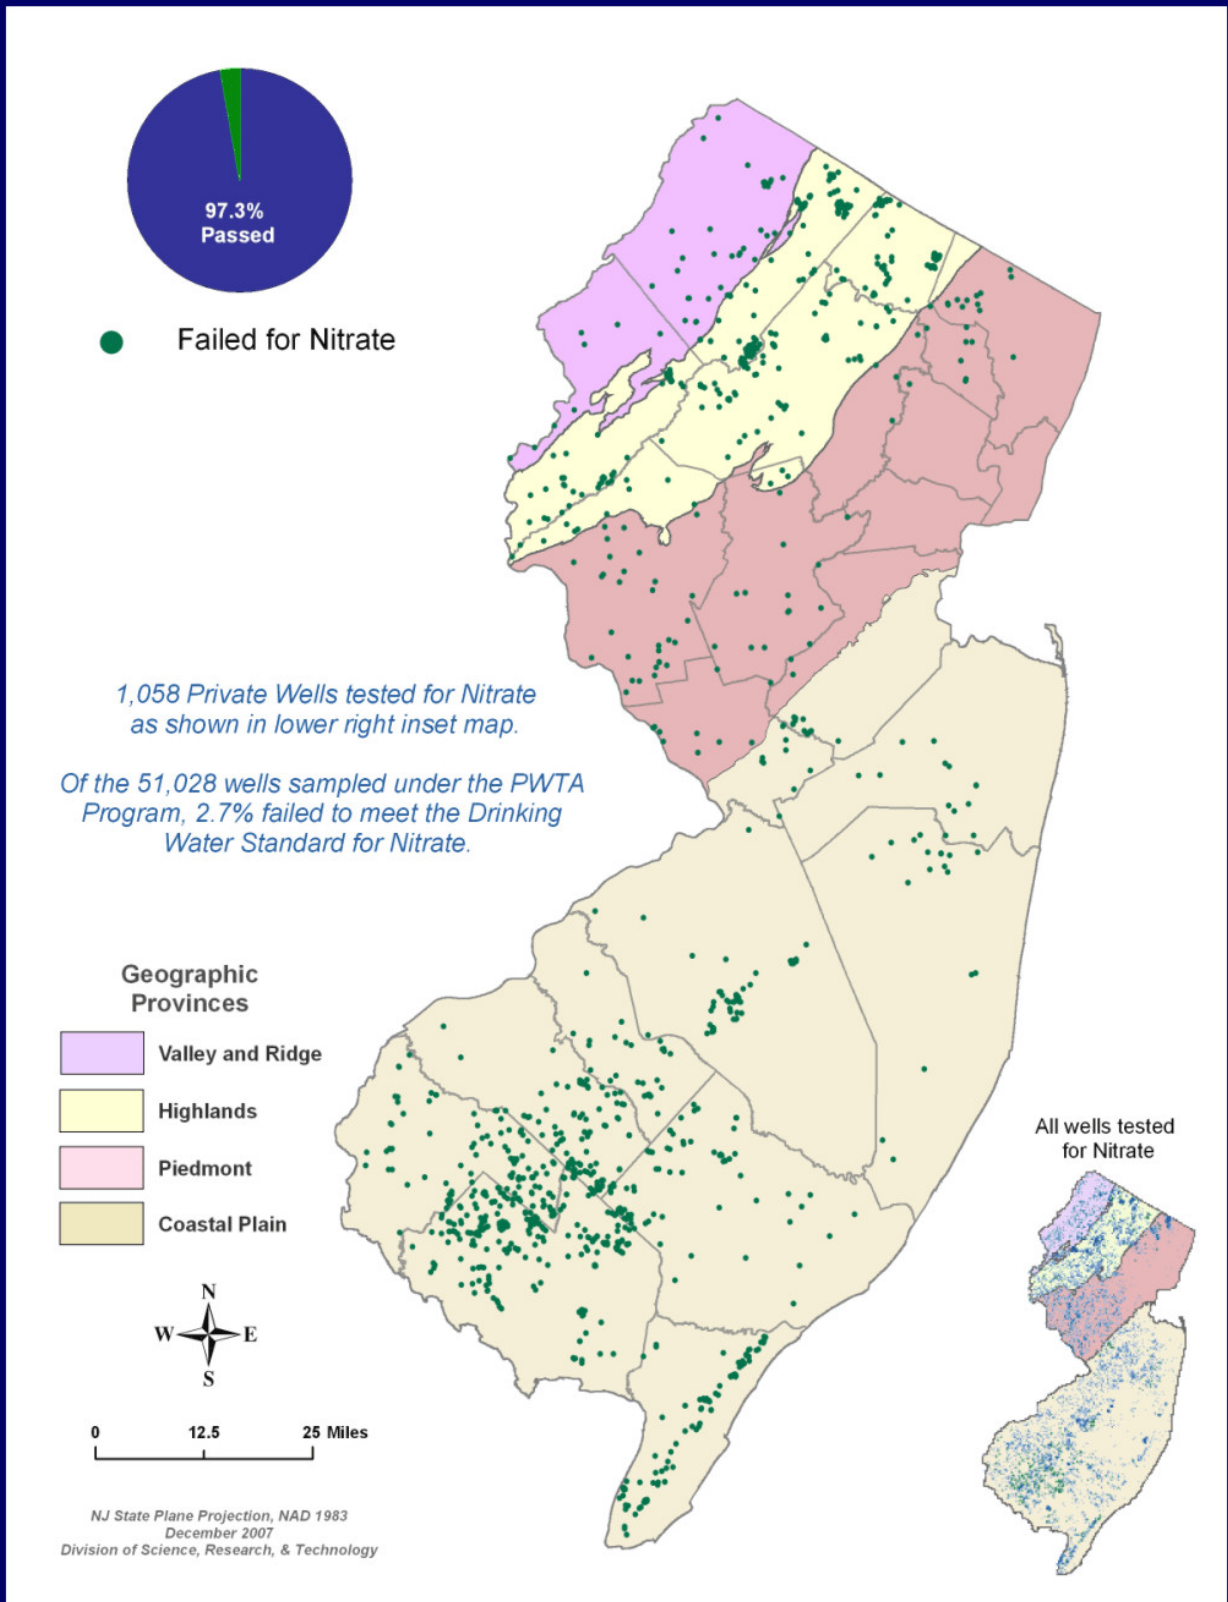 97.3%
Passed
Failed for Nitrate
1,058 Private Wells tested for Nitrate
as shown in lower right inset map.
Of the 51,028 wells sampled under the PWTA
Program, 2.7% failed to meet the Drinking
Water Standard for Nitrate.
Geographic
Provinces
Valley and Ridge
Highlands
Piedmont
Coastal Plain
N
W E
S
0 12.5 25 Miles
NJ State Plane Projection, NAD 1983
December 2007
Division of Science, Research, & Technology
All wells tested
for Nitrate